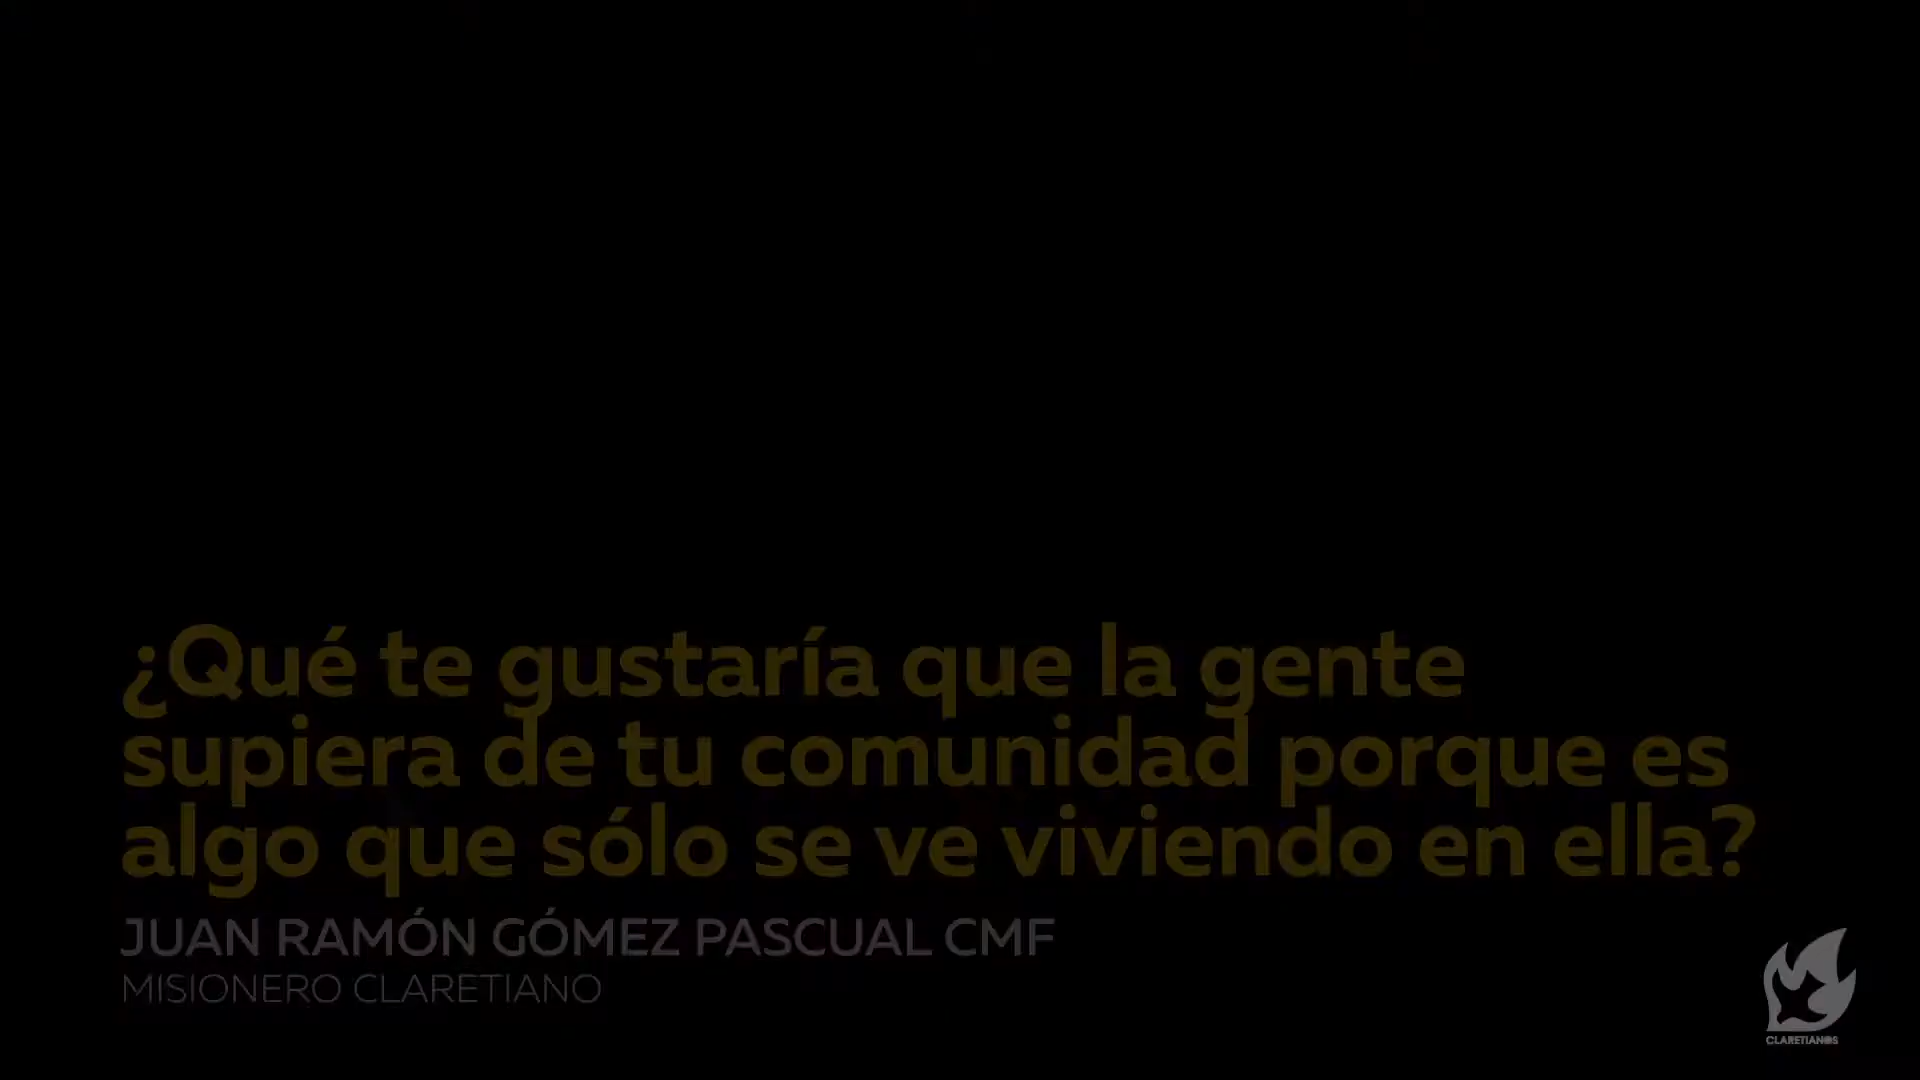 ¿Qué te gustaría que la gente
supiera de tu comunidad porque es
algo que sólo se ve viviendo en ella?
JUAN RAMÓN GÓMEZ PASCUAL CMF
MISIONERO CLARETIANO
CLARETIANOS